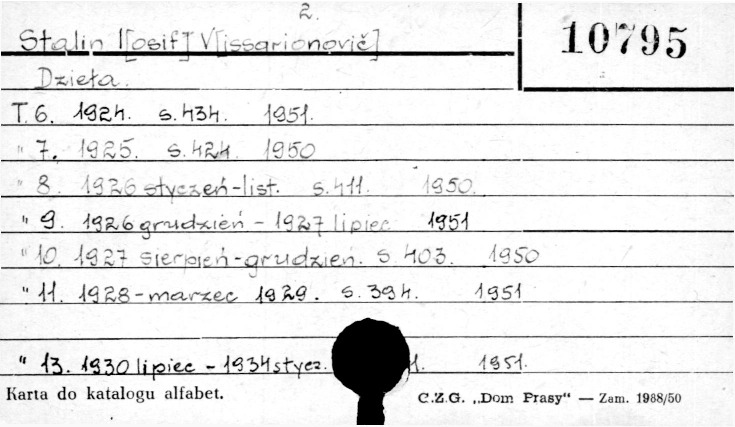 2.
Stalin I[osif] W[issarionovič] 10795
Dzieła.
T. 6. 1924. s. 434. 1951.
" 7. 1925. s. 424. 1950
" 8. 1926 styczeń-list. s. 411. 1950.
" 9. 1926 grudzień - 1927 lipiec 1951
" 10. 1927 sierpień-grudzień. s. 403. 1950
" 11. 1928-marzec 1929. s. 394. 1951
" 13. 1930 lipiec - 1934 stycz. 1951.
Karta do katalogu alfabet. C.Z.G. „Dom Prasy" — Zam. 1988/50